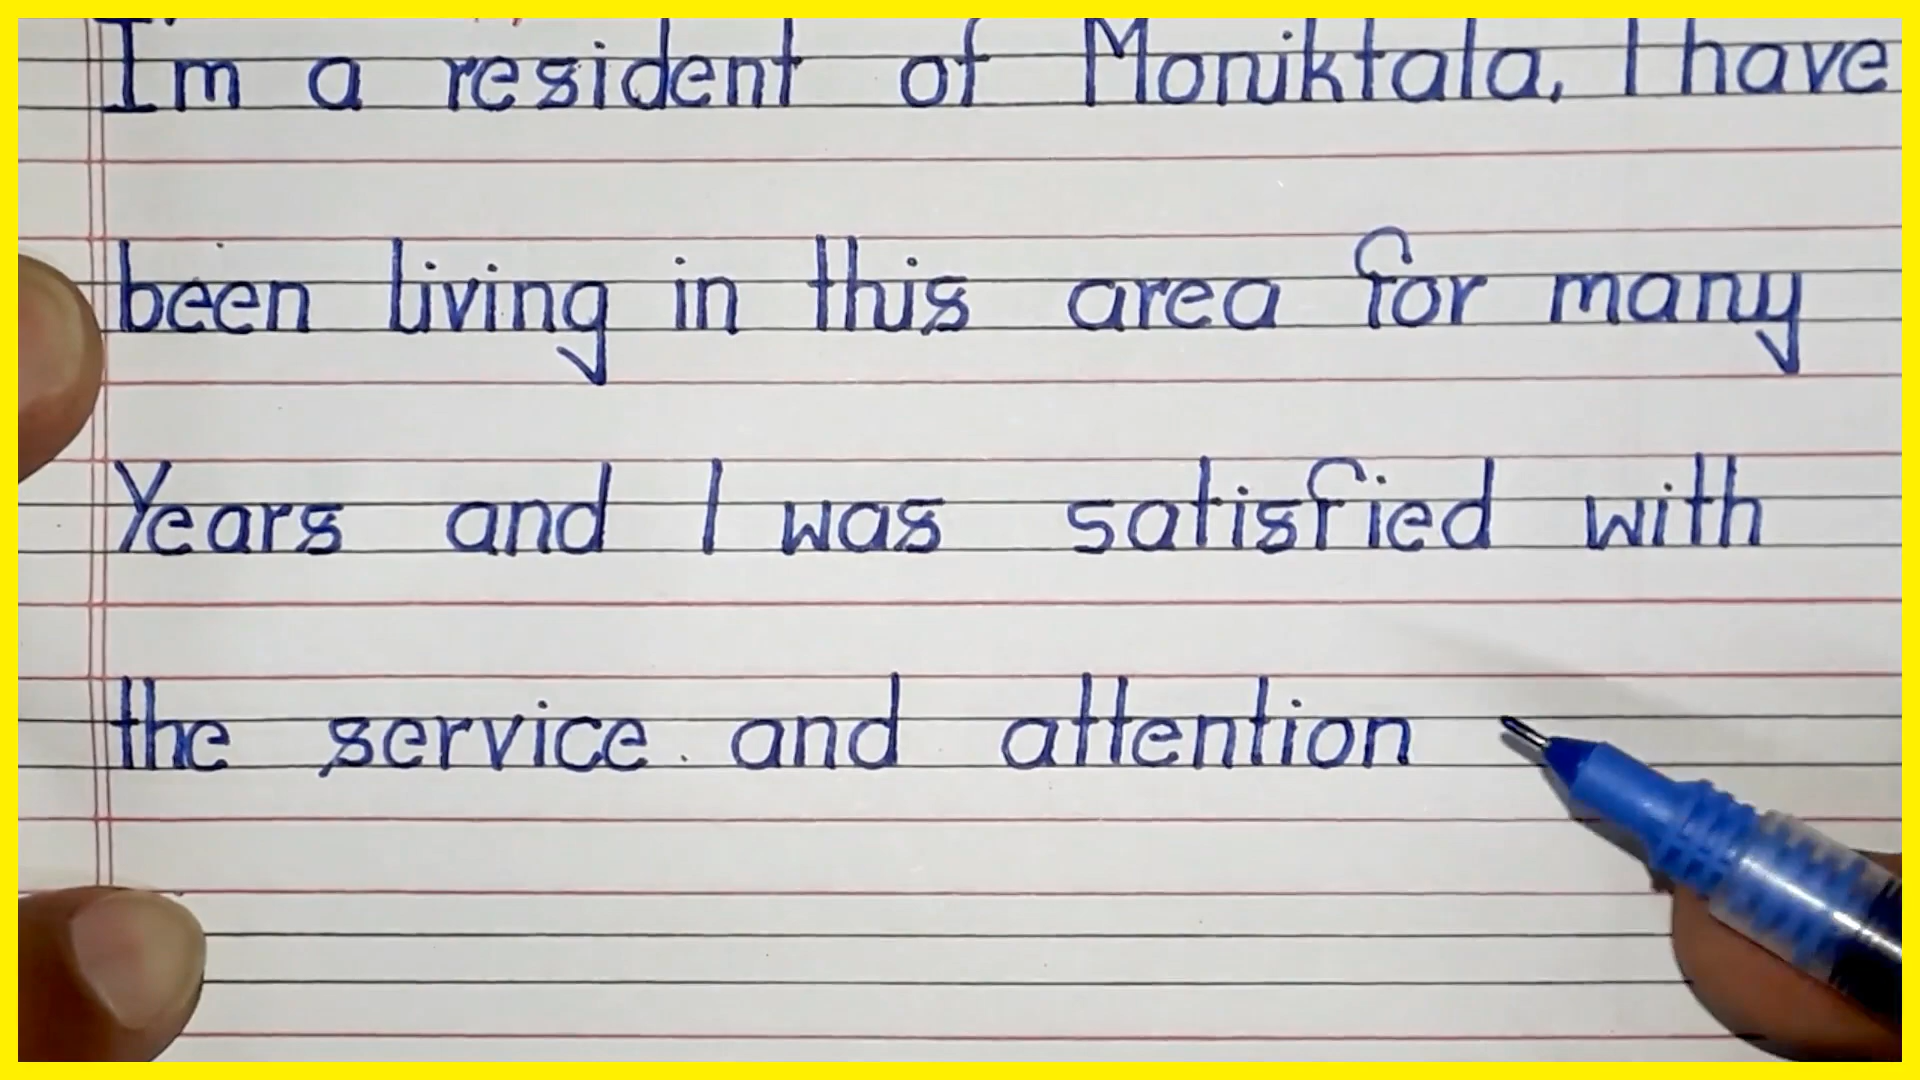 I'm a resident of Moniktala, I have
been living in this area for many
Years and I was satisfied with
the service and attention